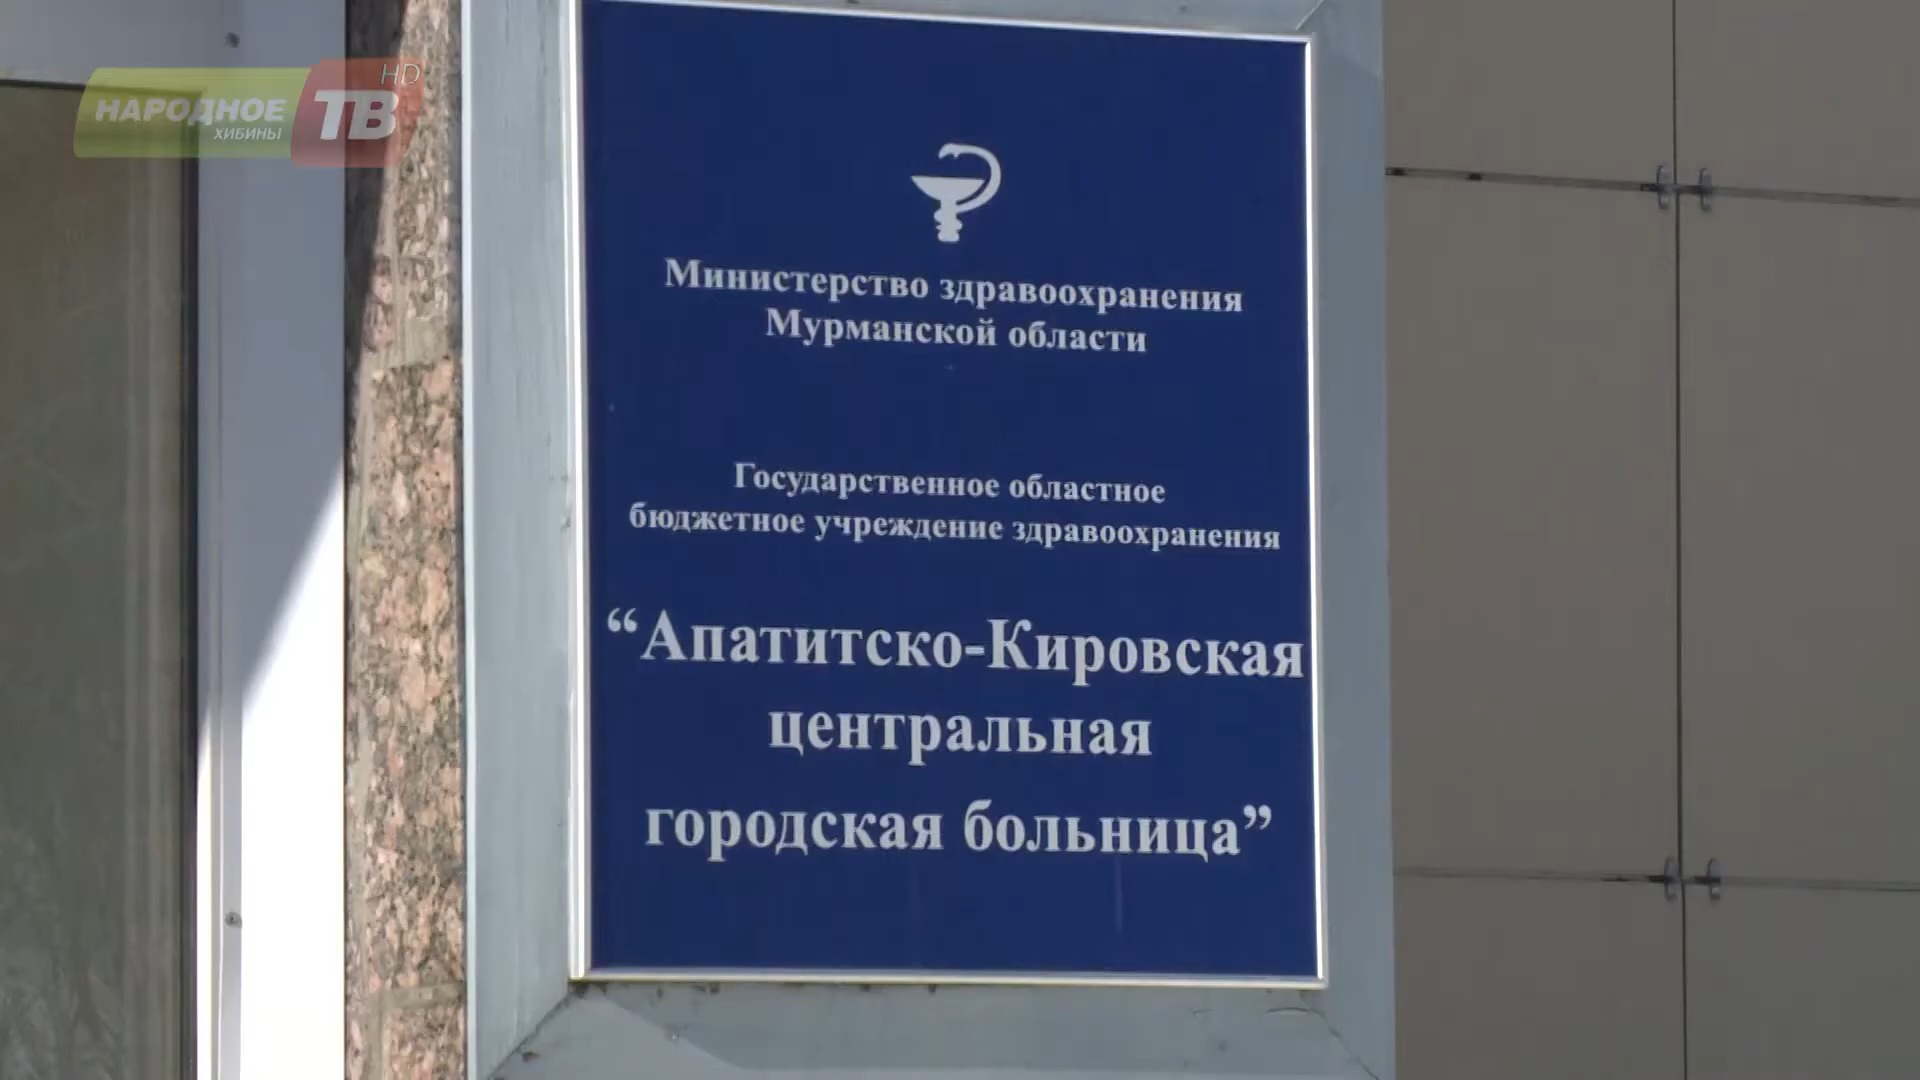 НАРОДНОЕ
ХИБИНЫ
ТВ
HD
Министерство здравоохранения
Мурманской области
Государственное областное
бюджетное учреждение здравоохранения
“Апатитско-Кировская
центральная
городская больница”